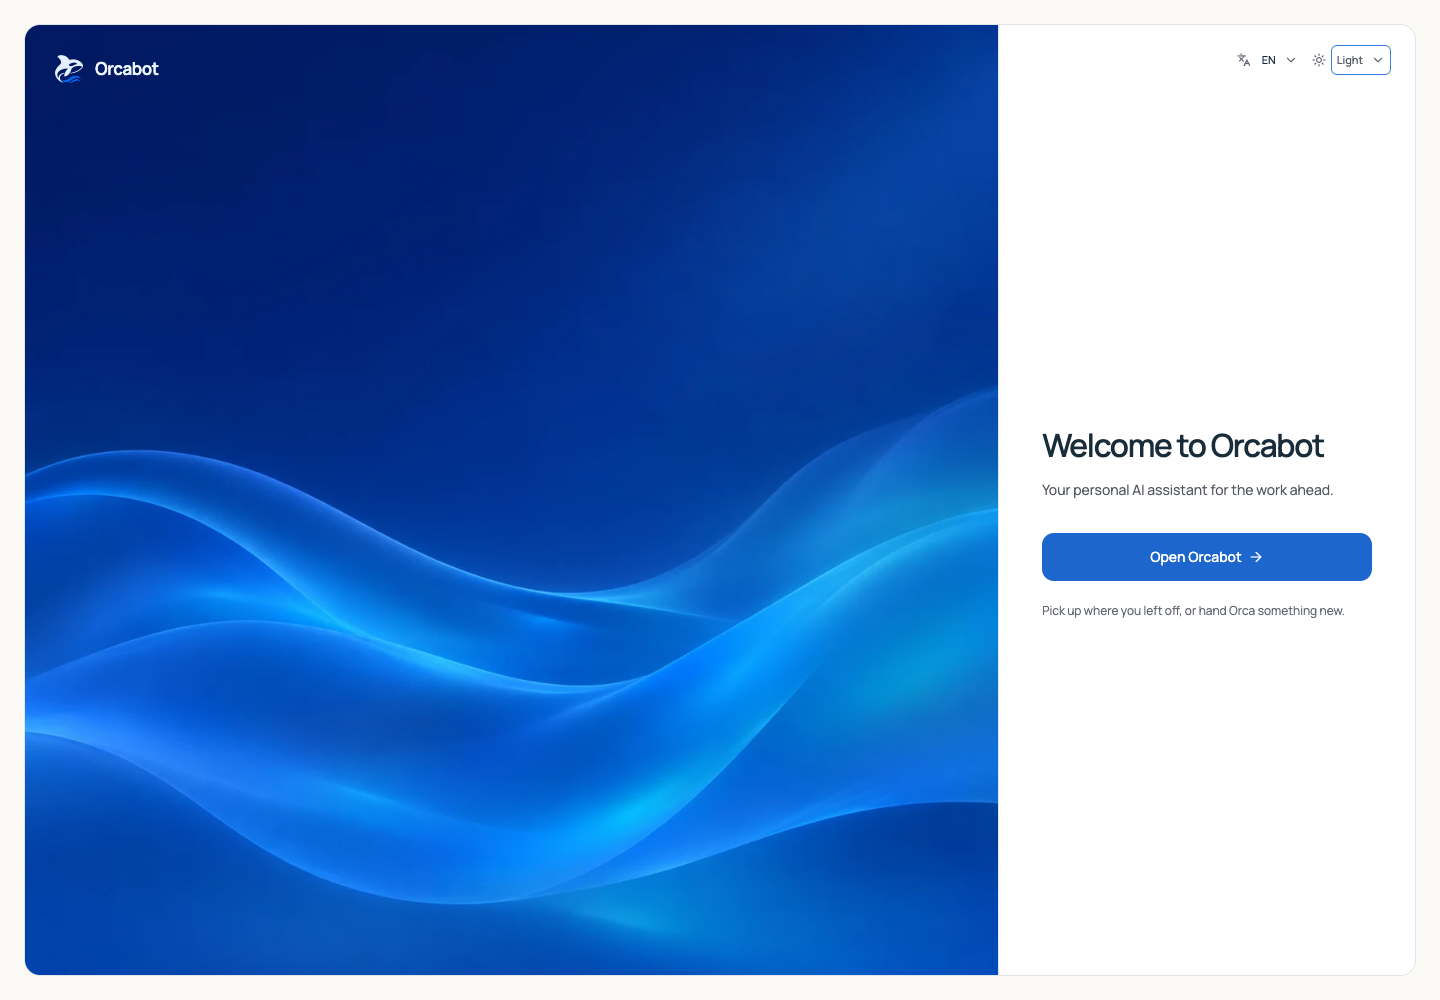 Orcabot
EN
Light
Welcome to Orcabot
Your personal AI assistant for the work ahead.
Open Orcabot →
Pick up where you left off, or hand Orca something new.